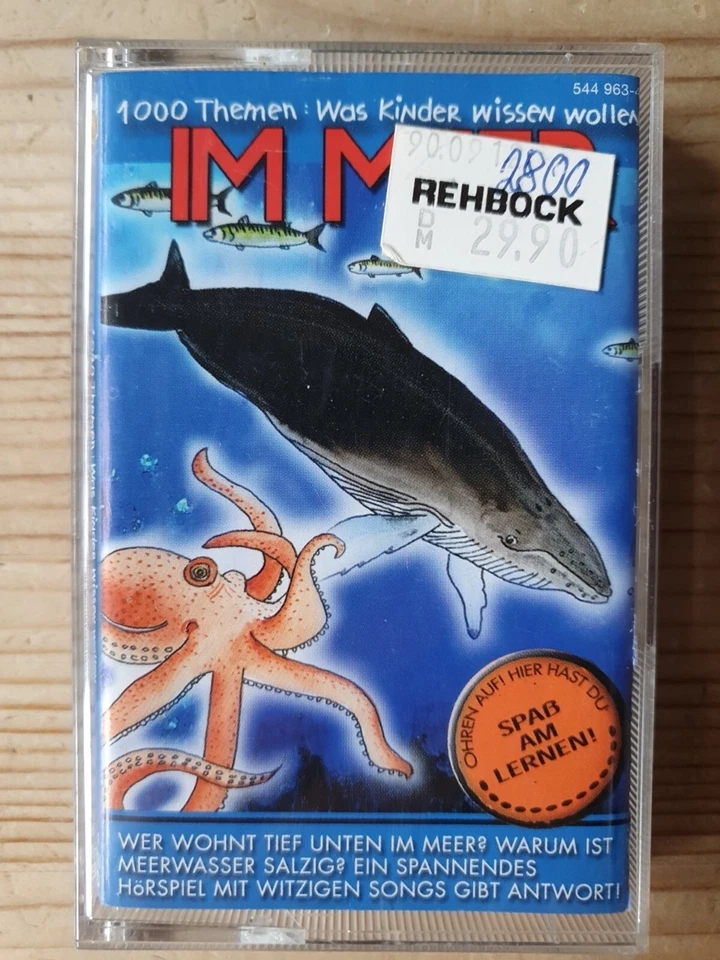 544 963-
1000 Themen: Was Kinder wissen wollen
IM M
90.09
2800
REHBOCK
DM 29.90
OHREN AUF! HIER HAST DU
SPAß
AM
LERNEN!
WER WOHNT TIEF UNTEN IM MEER? WARUM IST
MEERWASSER SALZIG? EIN SPANNENDES
HÖRSPIEL MIT WITZIGEN SONGS GIBT ANTWORT!